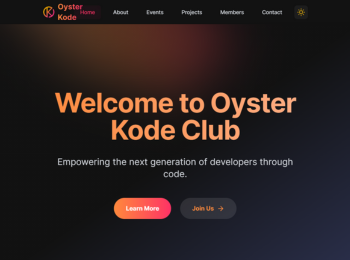 Oyster
Kode
Home About Events Projects Members Contact
Welcome to Oyster
Kode Club
Empowering the next generation of developers through
code.
Learn More Join Us →